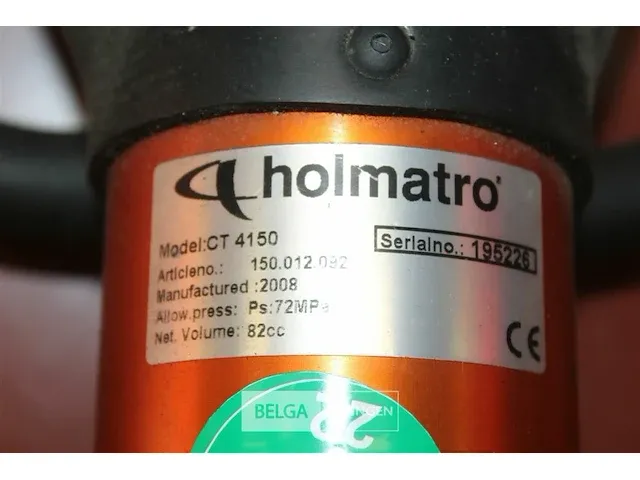 holmatro
Model:CT 4150
Serialno.: 195226
Articleno.: 150.012.092
Manufactured :2008
Allow.press: Ps:72MPa
Net. Volume: 82cc
CE
BELGA